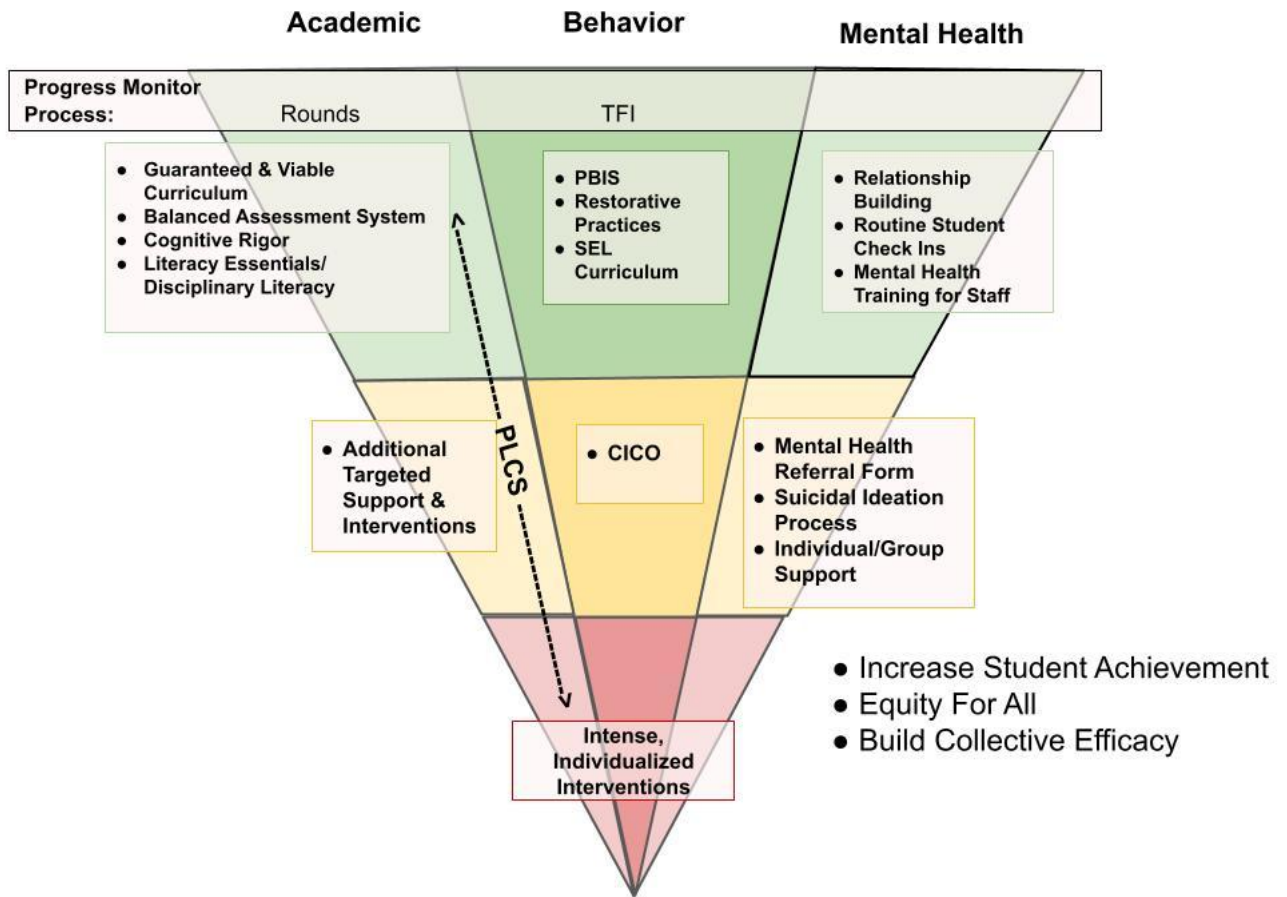 Academic
Behavior
Mental Health
Progress Monitor
Process:
Rounds
TFI
● Guaranteed & Viable
Curriculum
● Balanced Assessment System
● Cognitive Rigor
● Literacy Essentials/
Disciplinary Literacy
● PBIS
● Restorative
Practices
● SEL
Curriculum
● Relationship
Building
● Routine Student
Check Ins
● Mental Health
Training for Staff
PLCS
● Additional
Targeted
Support &
Interventions
● CICO
● Mental Health
Referral Form
● Suicidal Ideation
Process
● Individual/Group
Support
Intense,
Individualized
Interventions
● Increase Student Achievement
● Equity For All
● Build Collective Efficacy